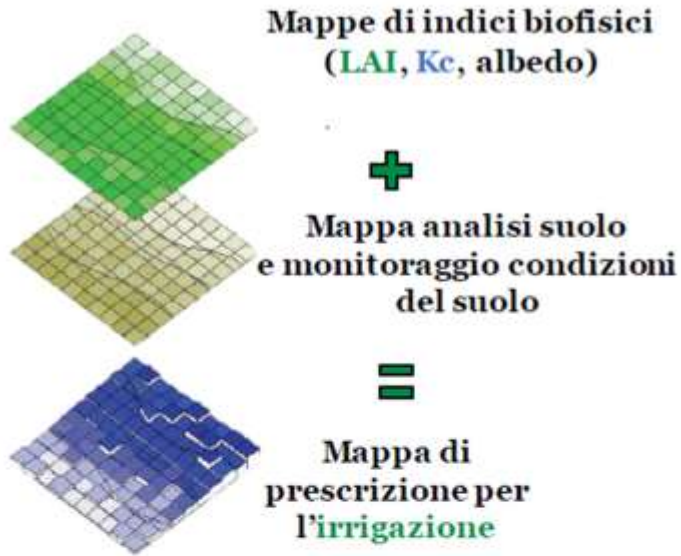 Mappe di indici biofisici
(LAI, Kc, albedo)
+
Mappa analisi suolo
e monitoraggio condizioni
del suolo
=
Mappa di
prescrizione per
l'irrigazione